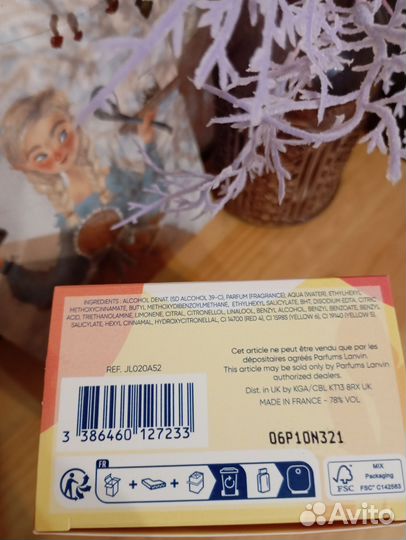 INGREDIENTS : ALCOHOL DENAT. (SD ALCOHOL 39-C), PARFUM (FRAGRANCE), AQUA (WATER), ETHYLHEXYL
METHOXYCINNAMATE, BUTYL METHOXYDIBENZOYLMETHANE, ETHYLHEXYL SALICYLATE, BHT, DISODIUM EDTA, CITRIC
ACID, TRIETHANOLAMINE, LIMONENE, CITRAL, CITRONELLOL, LINALOOL, BENZYL ALCOHOL, BENZYL BENZOATE, BENZYL
SALICYLATE, HEXYL CINNAMAL, HYDROXYCITRONELLAL, CI 14700 (RED 4), CI 15985 (YELLOW 6), CI 19140 (YELLOW 5).
Cet article ne peut être vendu que par les
dépositaires agréés Parfums Lanvin.
This article may be sold only by Parfums Lanvin
authorized dealers.
Dist. in UK by KGA/CBL KT13 8RX UK
MADE IN FRANCE - 78% VOL
REF. JL020A52
3 386460 127233
06P10N321
FR
FSC
MIX
Packaging
FSC® C142563
Avito